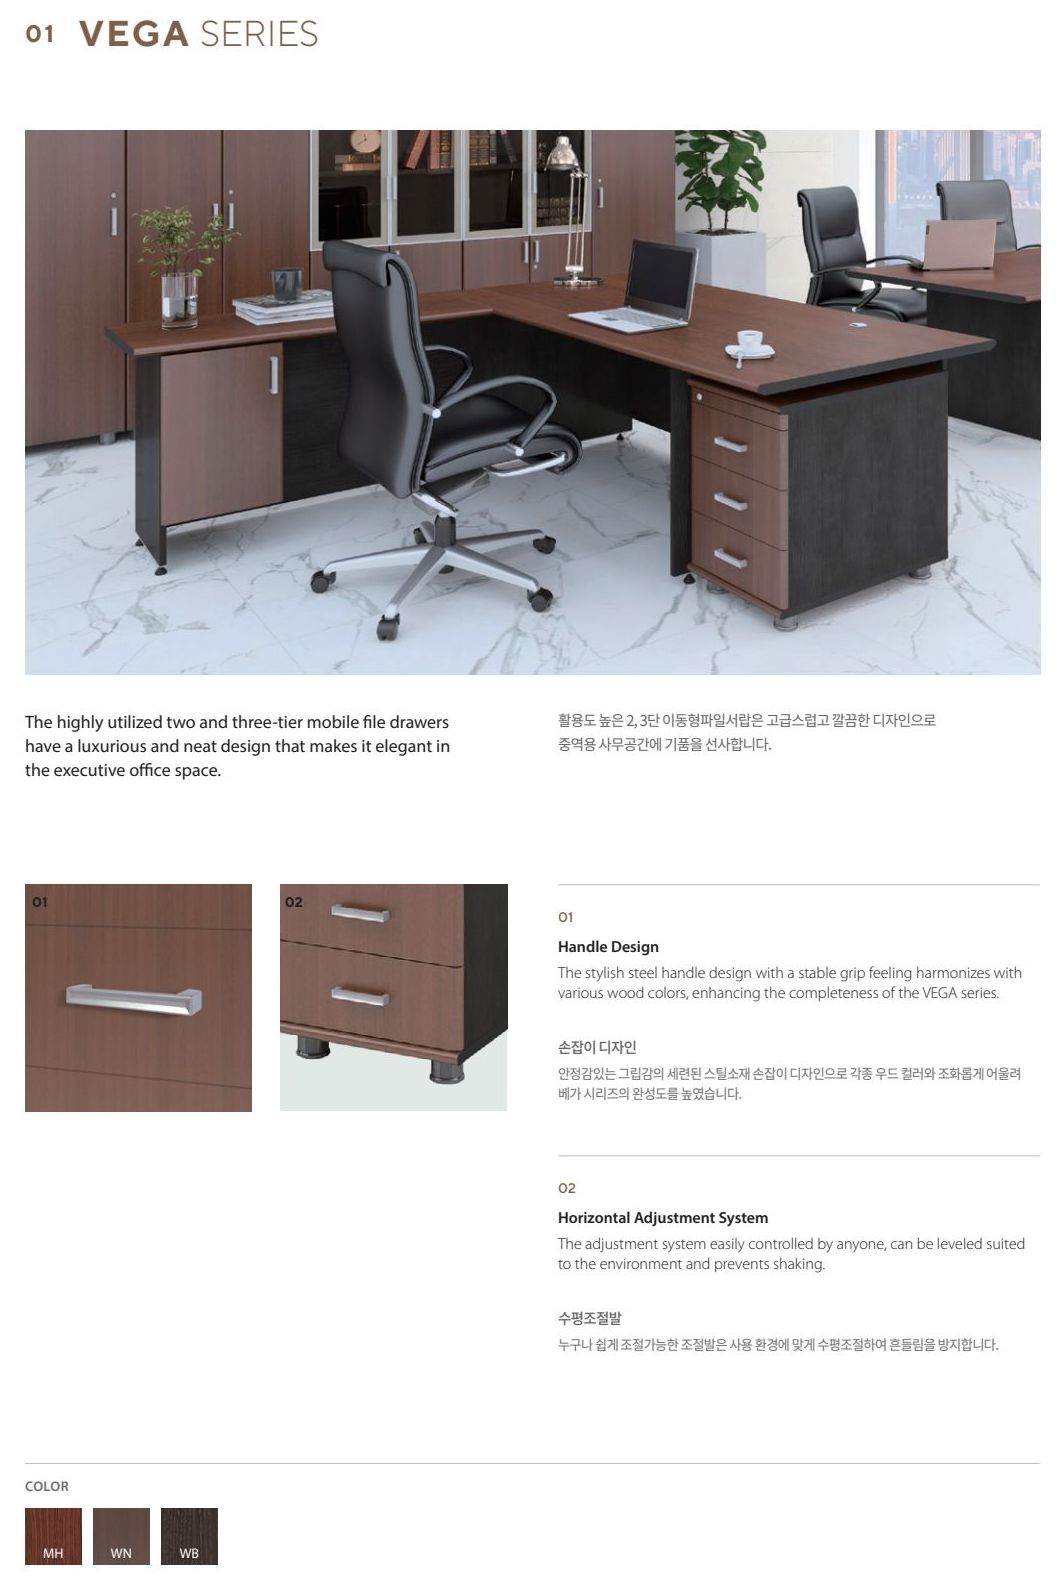 01 VEGA SERIES
The highly utilized two and three-tier mobile file drawers
have a luxurious and neat design that makes it elegant in
the executive office space.
활용도 높은 2, 3단 이동형파일서랍은 고급스럽고 깔끔한 디자인으로
중역용 사무공간에 기품을 선사합니다.
01
02
01
Handle Design
The stylish steel handle design with a stable grip feeling harmonizes with
various wood colors, enhancing the completeness of the VEGA series.
손잡이 디자인
안정감있는 그립감의 세련된 스틸소재 손잡이 디자인으로 각종 우드 컬러와 조화롭게 어울려
베가 시리즈의 완성도를 높였습니다.
02
Horizontal Adjustment System
The adjustment system easily controlled by anyone, can be leveled suited
to the environment and prevents shaking.
수평조절발
누구나 쉽게 조절가능한 조절발은 사용 환경에 맞게 수평조절하여 흔들림을 방지합니다.
COLOR
MH
WN
WB